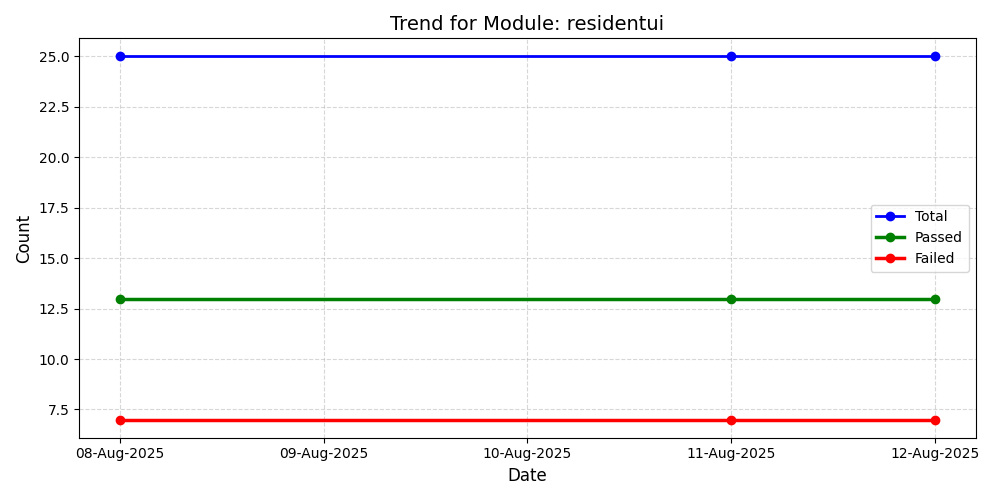 Trend for Module: residentui
Count
25.0
22.5
20.0
17.5
15.0
12.5
10.0
7.5
Total
Passed
Failed
08-Aug-2025
09-Aug-2025
10-Aug-2025
11-Aug-2025
12-Aug-2025
Date